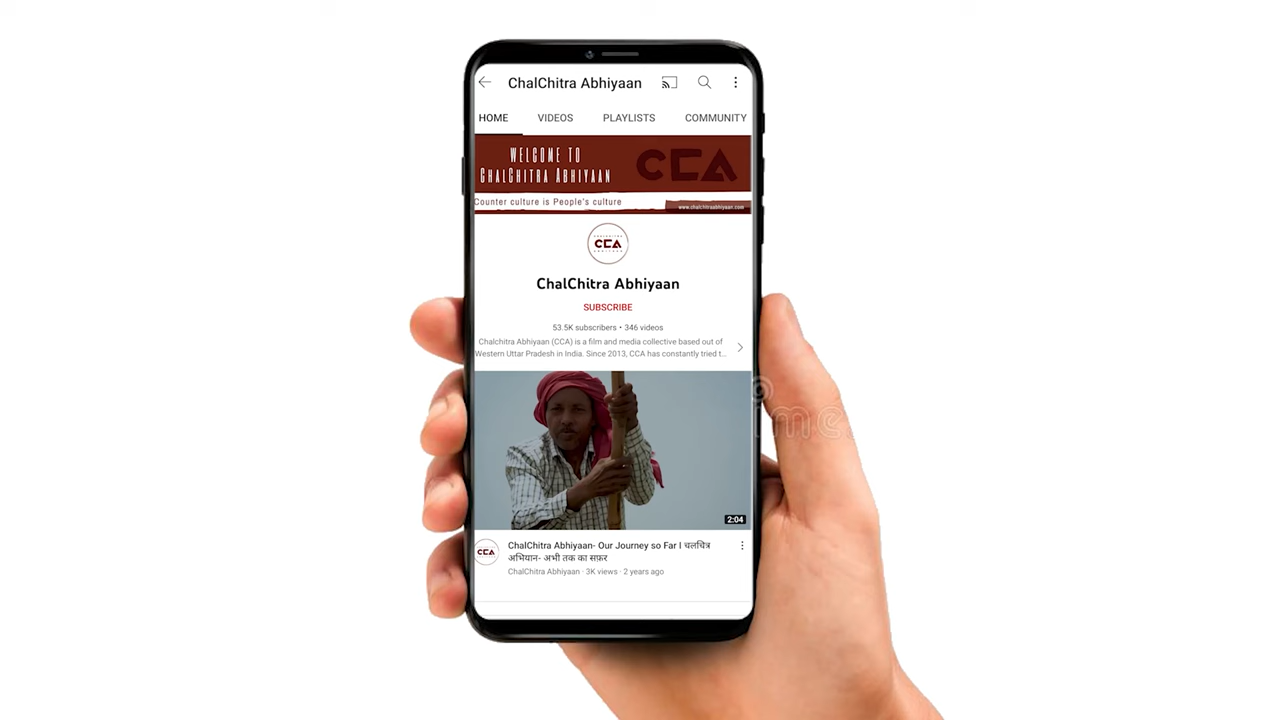 ChalChitra Abhiyaan
HOME VIDEOS PLAYLISTS COMMUNITY
WELCOME TO
CHALCHITRA ABHIYAAN
CCA
Counter culture is People's culture
www.chalchitraabhiyaan.com
CCA
ChalChitra Abhiyaan
SUBSCRIBE
53.5K subscribers • 346 videos
Chalchitra Abhiyaan (CCA) is a film and media collective based out of
Western Uttar Pradesh in India. Since 2013, CCA has constantly tried t...
2:04
CCA
ChalChitra Abhiyaan- Our Journey so Far I चलचित्र
अभियान- अभी तक का सफ़र
ChalChitra Abhiyaan · 3K views · 2 years ago